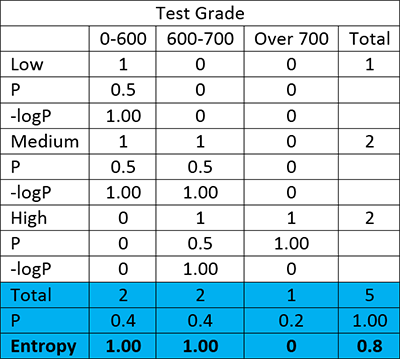 Test Grade
0-600 600-700 Over 700 Total
Low 1 0 0 1
P 0.5 0 0
-logP 1.00 0 0
Medium 1 1 0 2
P 0.5 0.5 0
-logP 1.00 1.00 0
High 0 1 1 2
P 0 0.5 1.00
-logP 0 1.00 0
Total 2 2 1 5
P 0.4 0.4 0.2 1.00
Entropy 1.00 1.00 0 0.8